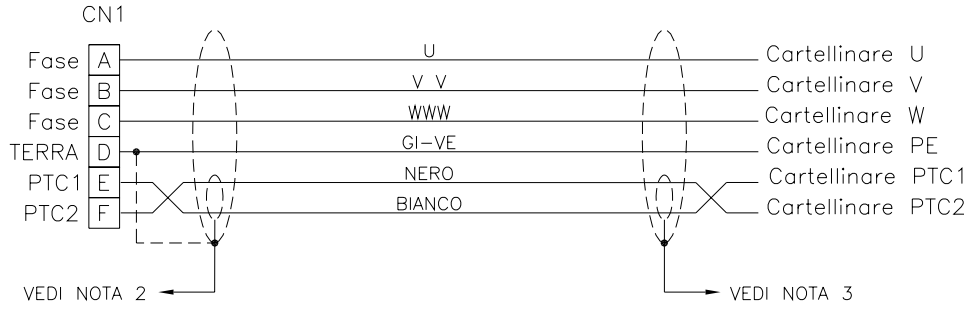 CN1
Fase A U Cartellinare U
Fase B V V Cartellinare V
Fase C WWW Cartellinare W
TERRA D GI-VE Cartellinare PE
PTC1 E NERO Cartellinare PTC1
PTC2 F BIANCO Cartellinare PTC2
VEDI NOTA 2 VEDI NOTA 3